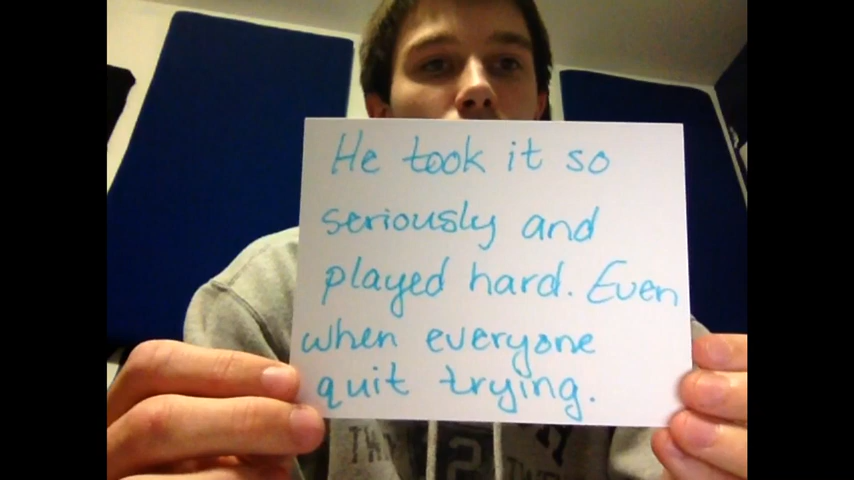 He took it so
seriously and
played hard. Even
when everyone
quit trying.